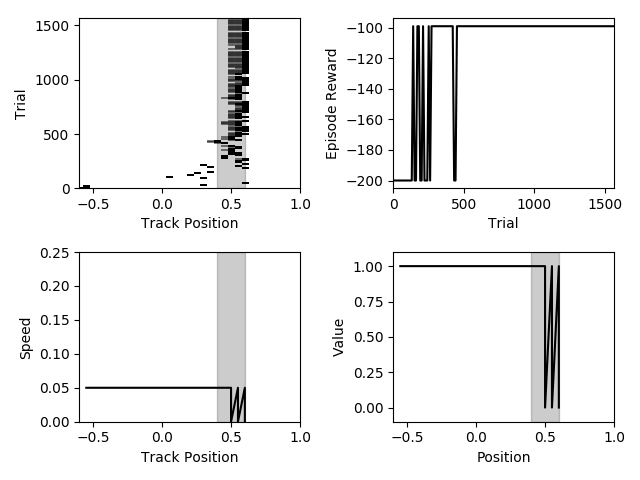 1500
1000
500
0
Trial
−0.5 0.0 0.5 1.0
Track Position
−100
−120
−140
−160
−180
−200
Episode Reward
0 500 1000 1500
Trial
0.25
0.20
0.15
0.10
0.05
0.00
Speed
−0.5 0.0 0.5 1.0
Track Position
1.00
0.75
0.50
0.25
0.00
Value
−0.5 0.0 0.5 1.0
Position